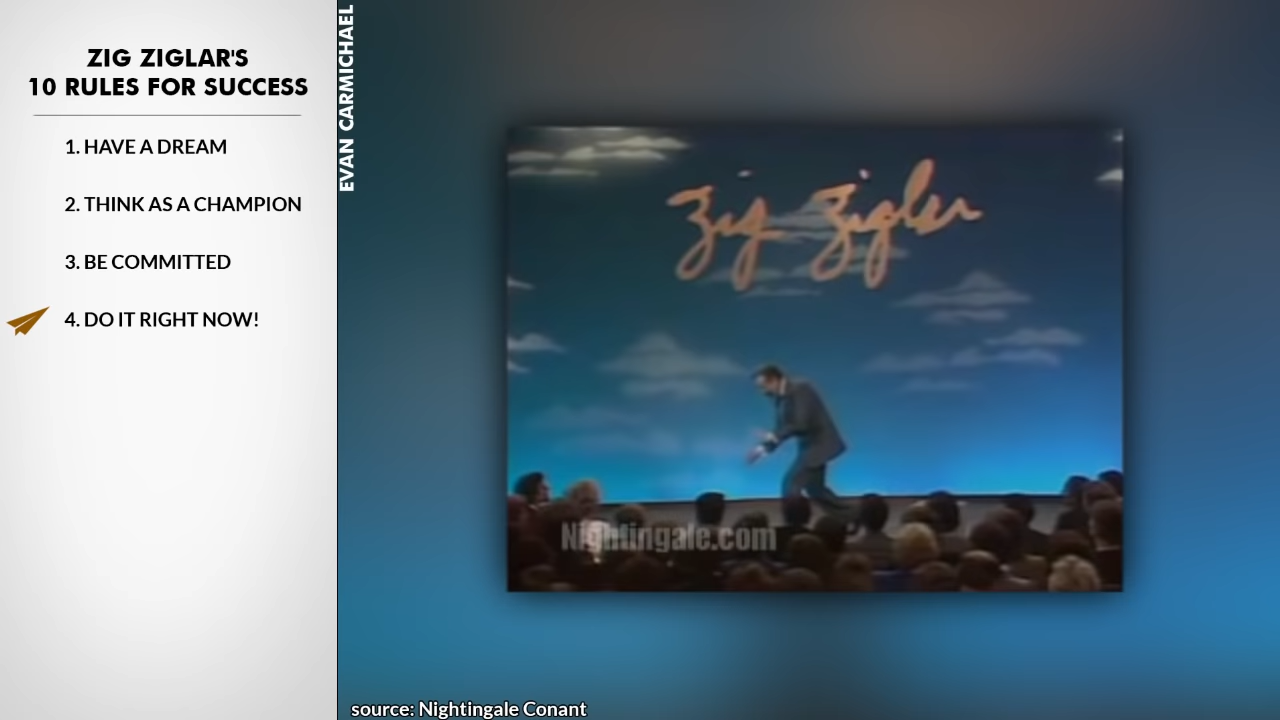 ZIG ZIGLAR'S
10 RULES FOR SUCCESS
1. HAVE A DREAM
2. THINK AS A CHAMPION
3. BE COMMITTED
4. DO IT RIGHT NOW!
EVAN CARMICHAEL
Zig Ziglar
Nightingale.com
source: Nightingale Conant